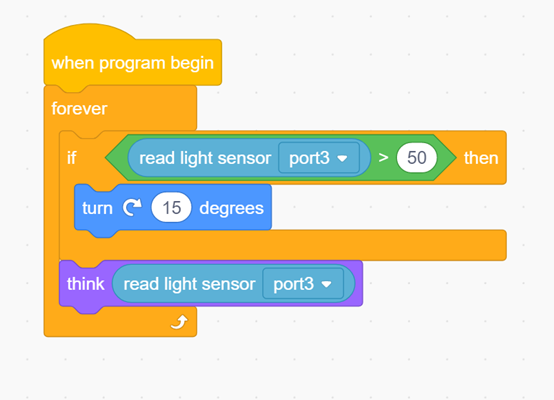 when program begin
forever
if read light sensor port3 > 50 then
turn 15 degrees
think read light sensor port3